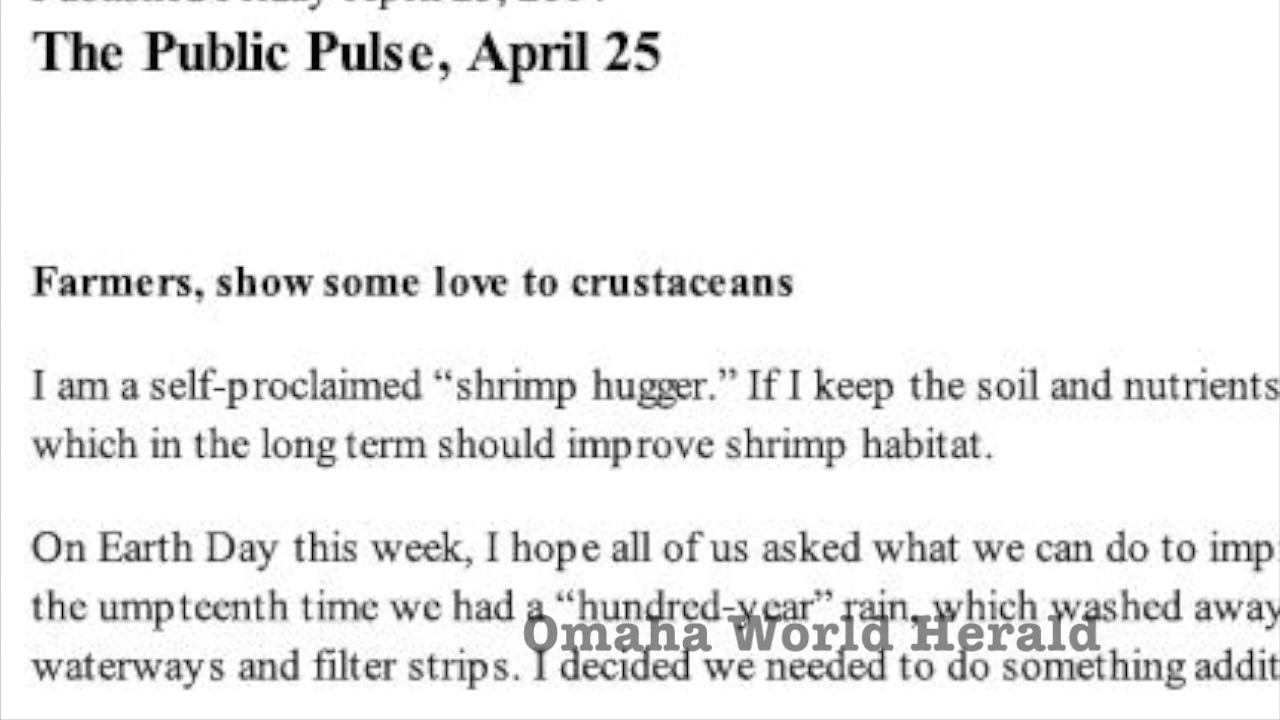 The Public Pulse, April 25
Farmers, show some love to crustaceans
I am a self-proclaimed “shrimp hugger.” If I keep the soil and nutrients
which in the long term should improve shrimp habitat.
On Earth Day this week, I hope all of us asked what we can do to imp
the umpteenth time we had a “hundred-year” rain, which washed away
waterways and filter strips. I decided we needed to do something addit
Omaha World Herald